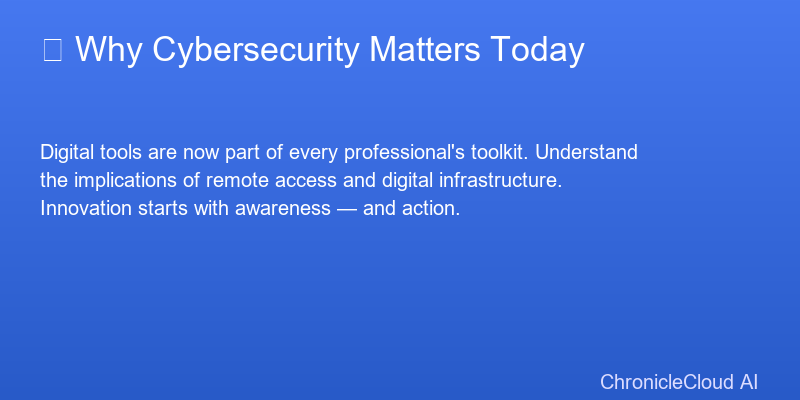 Why Cybersecurity Matters Today
Digital tools are now part of every professional's toolkit. Understand
the implications of remote access and digital infrastructure.
Innovation starts with awareness — and action.
ChronicleCloud AI